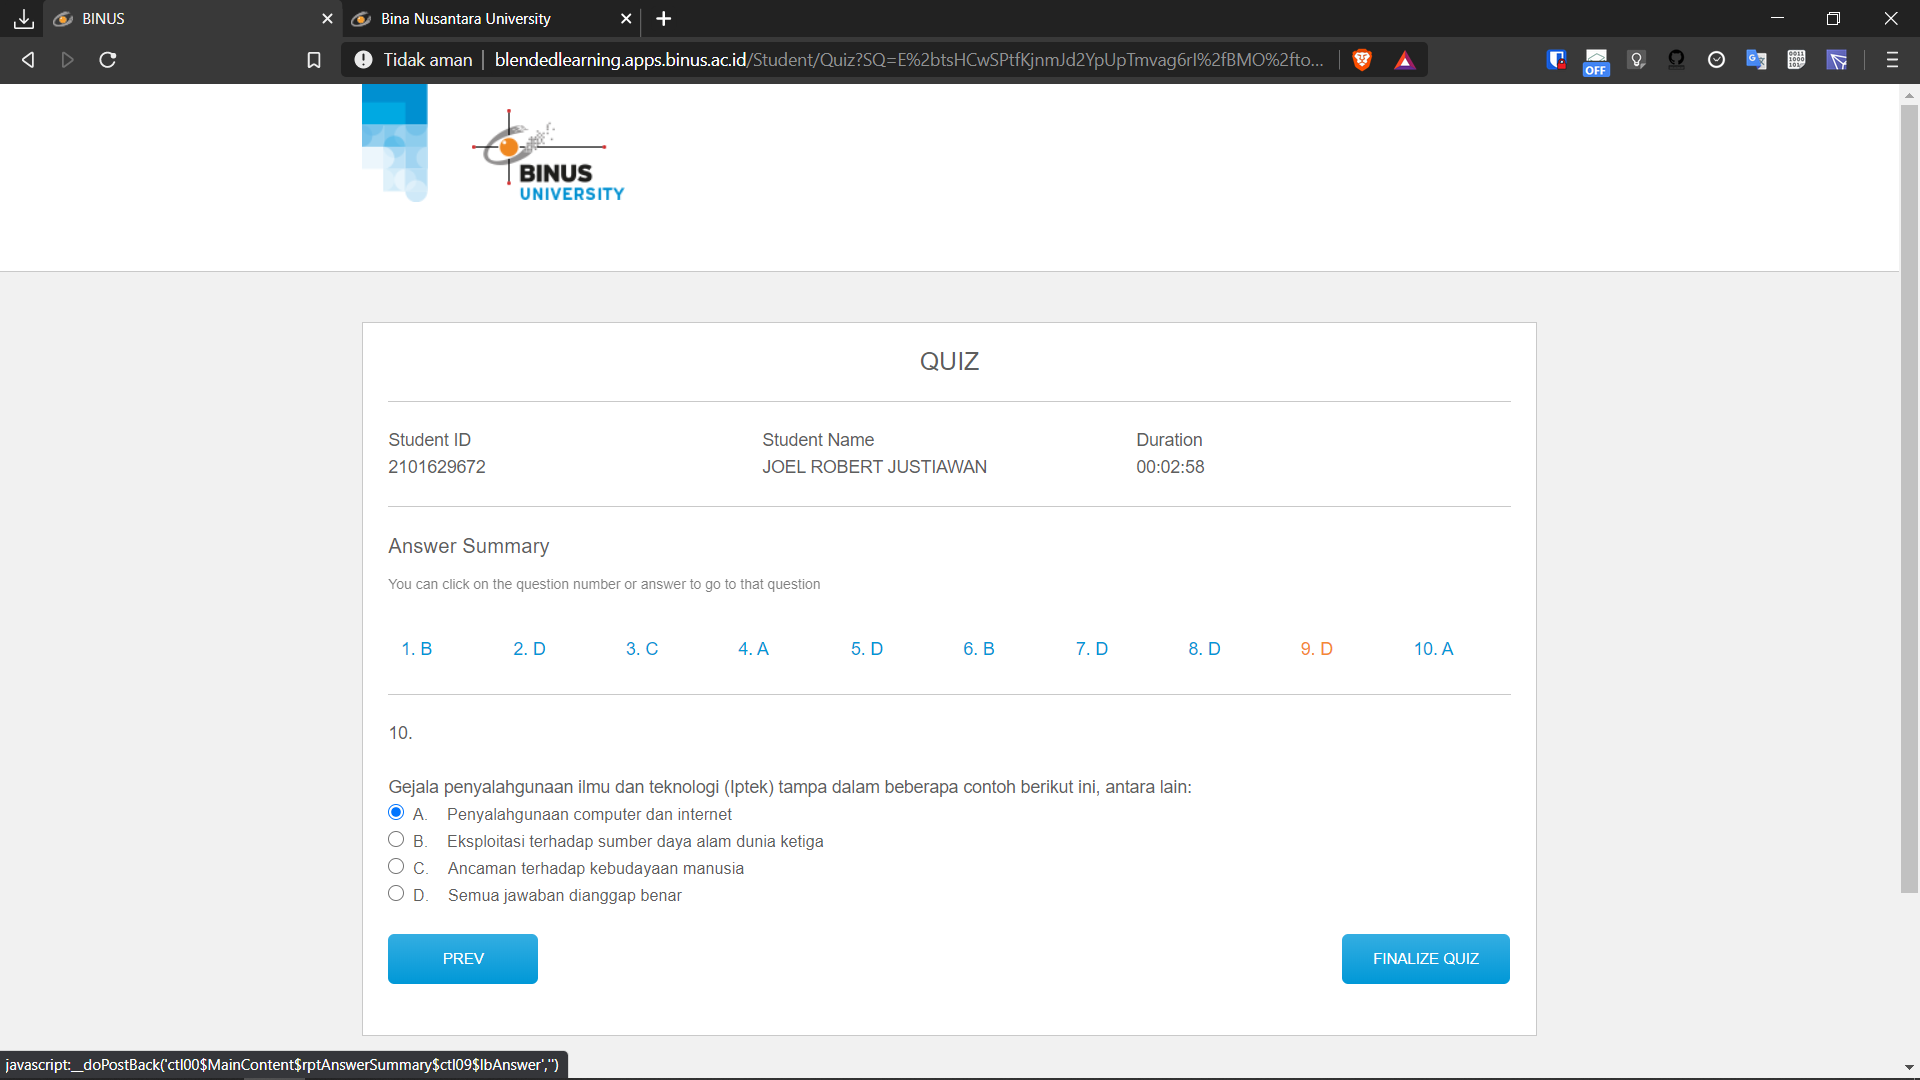 BINUS
Bina Nusantara University
Tidak aman
blendedlearning.apps.binus.ac.id/Student/Quiz?SQ=E%2btsHCwSPtfKjnmJd2YpUpTmvag6rI%2fBMO%2fto...
OFF
BINUS
UNIVERSITY
QUIZ
Student ID
Student Name
Duration
2101629672
JOEL ROBERT JUSTIAWAN
00:02:58
Answer Summary
You can click on the question number or answer to go to that question
1. B 2. D 3. C 4. A 5. D 6. B 7. D 8. D 9. D 10. A
10.
Gejala penyalahgunaan ilmu dan teknologi (Iptek) tampa dalam beberapa contoh berikut ini, antara lain:
A. Penyalahgunaan computer dan internet
B. Eksploitasi terhadap sumber daya alam dunia ketiga
C. Ancaman terhadap kebudayaan manusia
D. Semua jawaban dianggap benar
PREV
FINALIZE QUIZ
javascript:__doPostBack('ctl00$MainContent$rptAnswerSummary$ctl09$lbAnswer','')